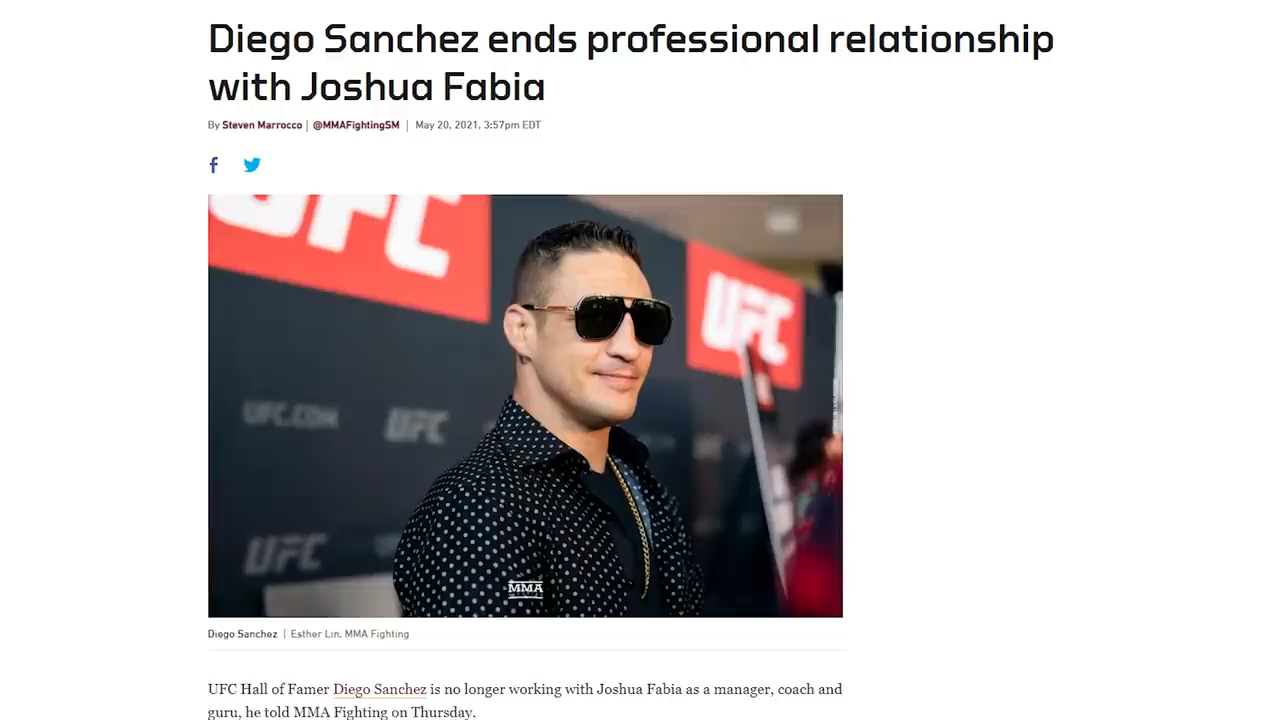 Diego Sanchez ends professional relationship
with Joshua Fabia
By Steven Marrocco | @MMAFightingSM | May 20, 2021, 3:57pm EDT
UFC
UFC
UFC.COM
UFC
UFC
MMA
Diego Sanchez | Esther Lin, MMA Fighting
UFC Hall of Famer Diego Sanchez is no longer working with Joshua Fabia as a manager, coach and
guru, he told MMA Fighting on Thursday.